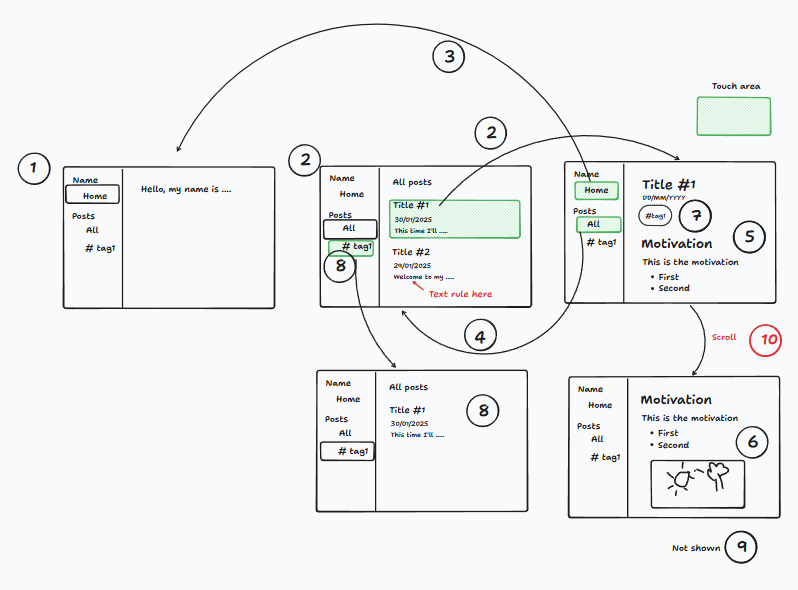 3
Touch area
2
1
Name
Home
Posts
All
# tag1
Hello, my name is ....
2
Name
Home
Posts
All
# tag1
8
All posts
Title #1
30/01/2025
This time I'll .....
Title #2
29/01/2025
Welcome to my ....
Text rule here
Name
Home
Posts
All
# tag1
Title #1
DD/MM/YYYY
#tag1
7
5
Motivation
This is the motivation
• First
• Second
4
Scroll
10
Name
Home
Posts
All
# tag1
All posts
Title #1
30/01/2025
This time I'll .....
8
Name
Home
Posts
All
# tag1
Motivation
This is the motivation
• First
• Second
6
Not shown
9